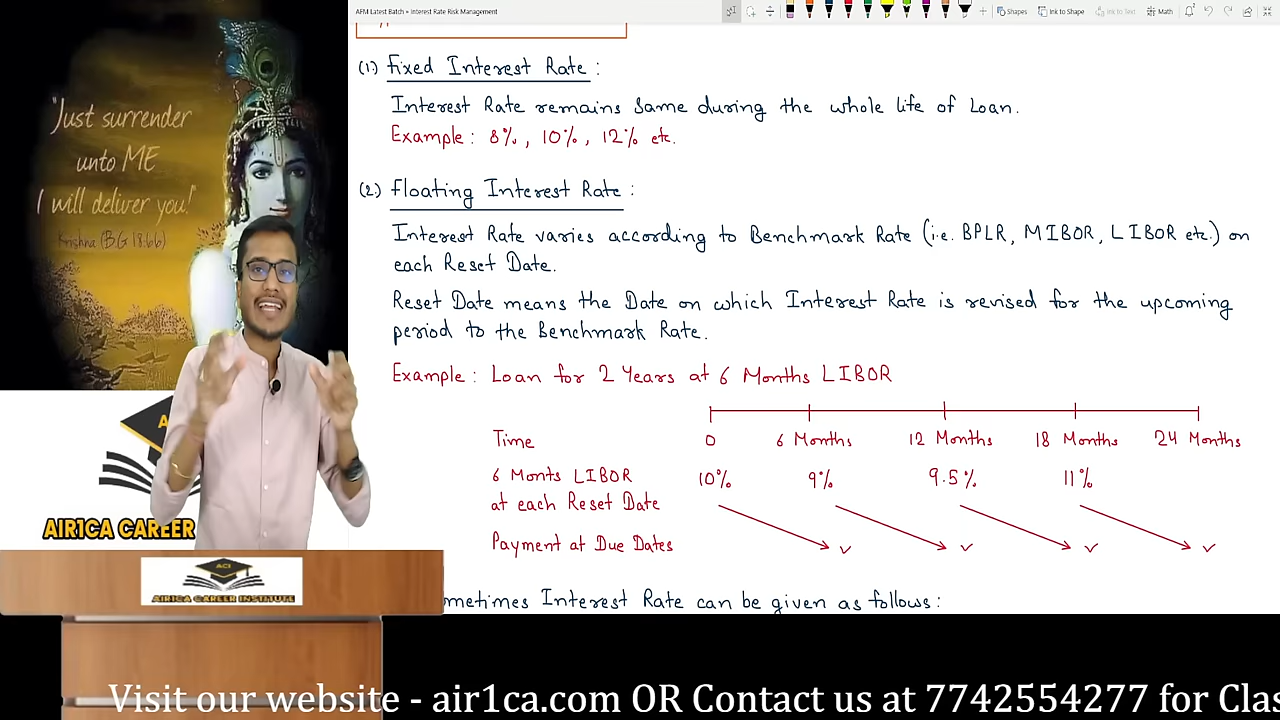 AFM Latest Batch » Interest Rate Risk Management
Shapes
Ink to Shape
Ink to Text
Math
(1) Fixed Interest Rate :
Interest Rate remains Same during the whole life of Loan.
Example : 8%, 10%, 12% etc.
(2) Floating Interest Rate :
Interest Rate varies according to Benchmark Rate (i.e. BPLR, MIBOR, LIBOR etc.) on
each Reset Date.
Reset Date means the Date on which Interest Rate is revised for the upcoming
period to the Benchmark Rate.
Example : Loan for 2 Years at 6 Months LIBOR
Time 0 6 Months 12 Months 18 Months 24 Months
6 Monts LIBOR 10% 9% 9.5% 11%
at each Reset Date
Payment at Due Dates
ometimes Interest Rate can be given as follows :
"Just surrender
unto ME
I will deliver you!"
Krishna (BG 18:66)
AIR1CA CAREER
ACI
AIR1CA CAREER INSTITUTE
Visit our website - air1ca.com OR Contact us at 7742554277 for Clas